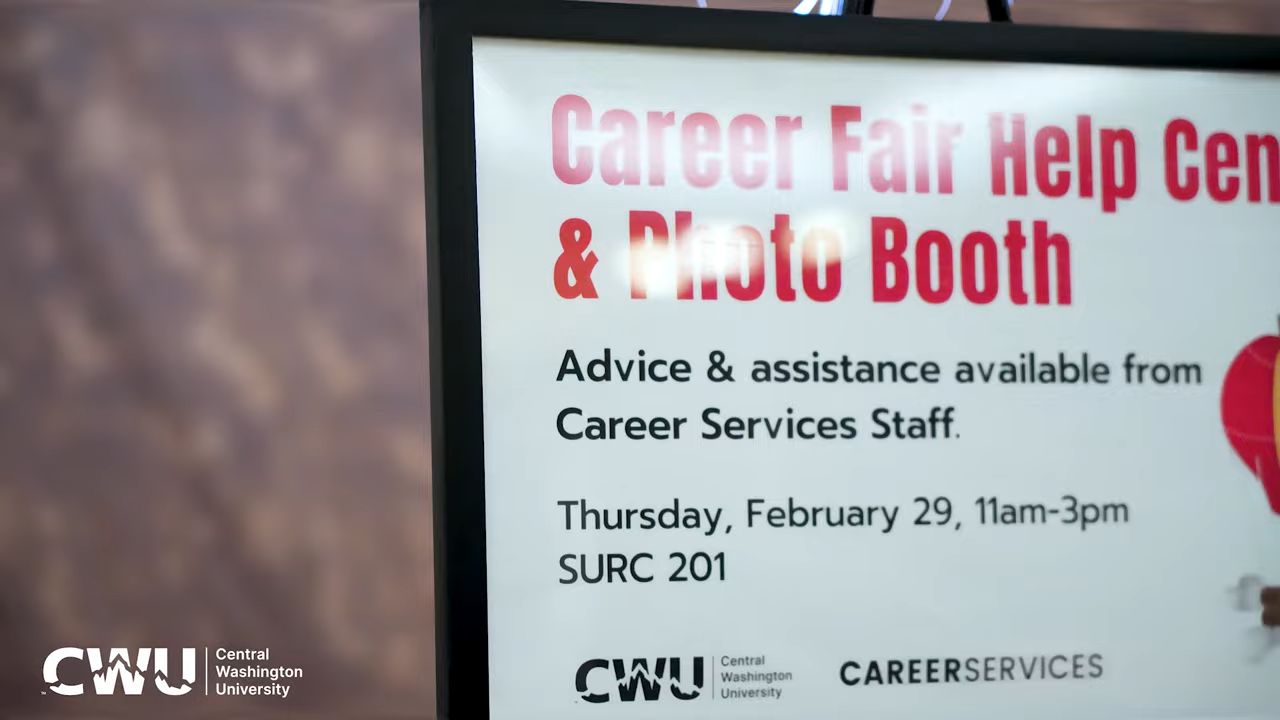 Career Fair Help Cen
& Photo Booth
Advice & assistance available from
Career Services Staff.
Thursday, February 29, 11am-3pm
SURC 201
CWU Central
Washington
University
CAREERSERVICES
CWU Central
Washington
University